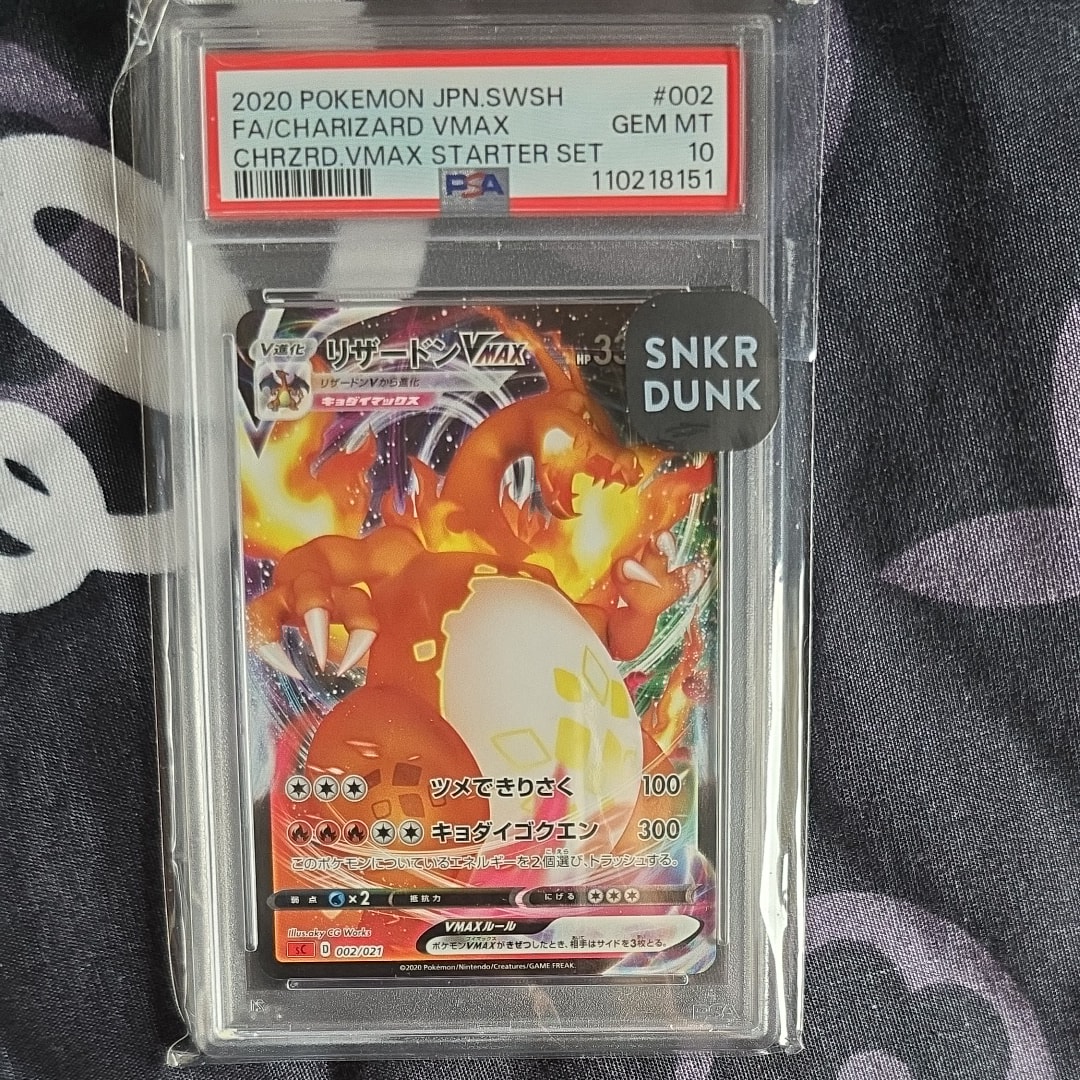 2020 POKEMON JPN.SWSH #002
FA/CHARIZARD VMAX GEM MT
CHRZRD.VMAX STARTER SET 10
PSA 110218151
SNKR
DUNK
V進化 リザードンVMAX HP 33
リザードンVから進化
キョダイマックス
ツメできりさく 100
キョダイゴクエン 300
このポケモンについているエネルギーを2個選び、トラッシュする。
弱点 ×2 抵抗力 にげる
VMAXルール
ポケモンVMAXがきぜつしたとき、相手はサイドを3枚とる。
Illus.aky CG Works
sC D 002/021
©2020 Pokémon/Nintendo/Creatures/GAME FREAK.